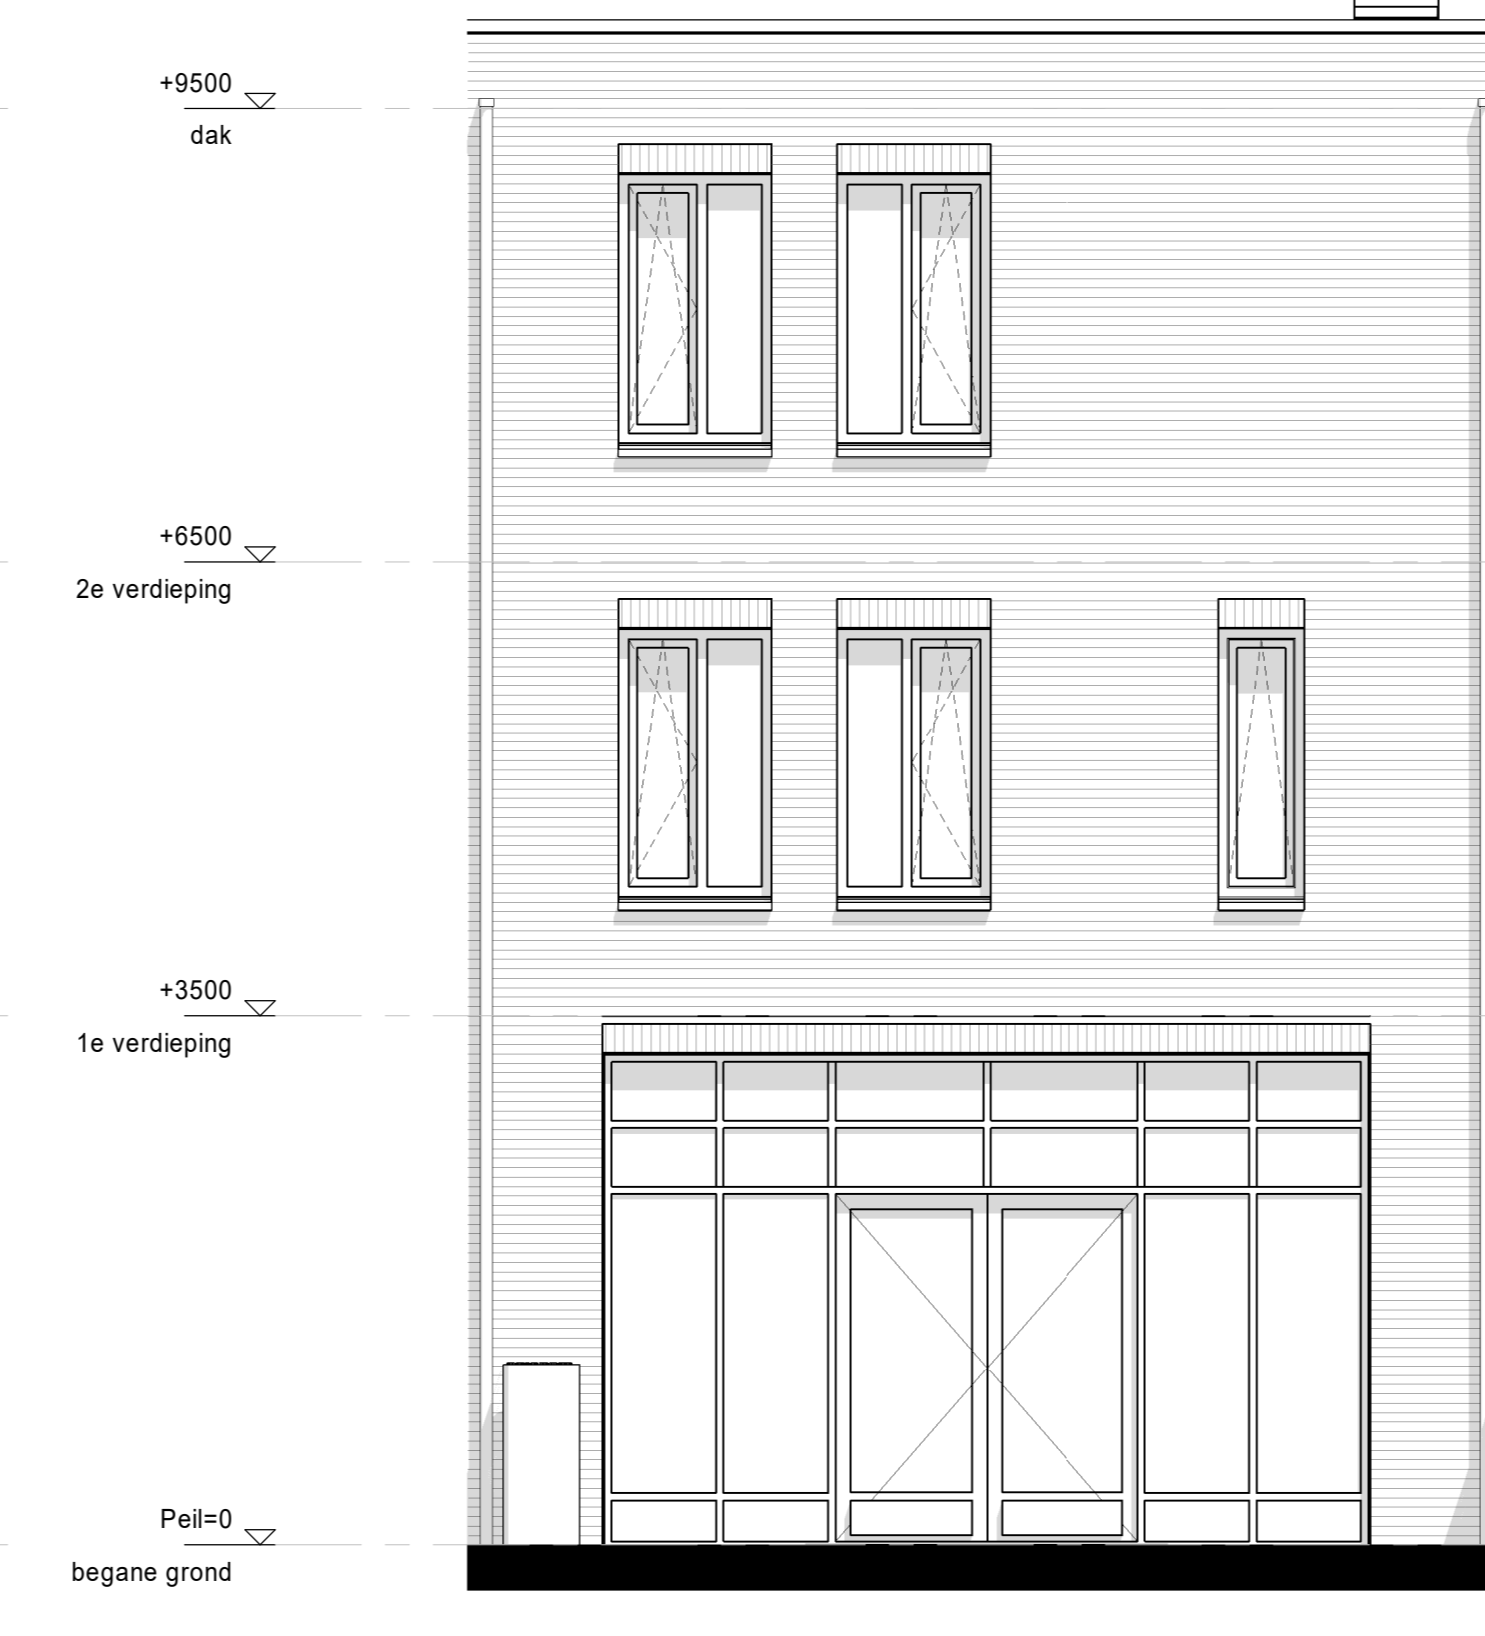 +9500
dak
+6500
2e verdieping
+3500
1e verdieping
Peil=0
begane grond